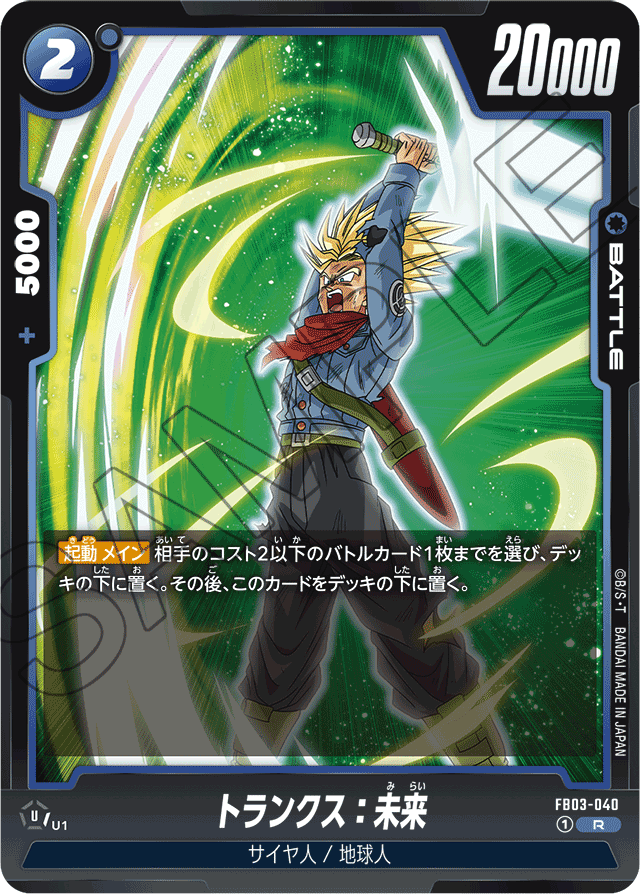 2
20000
+ 5000
BATTLE
SAMPLE
起動 メイン 相手のコスト2以下のバトルカード1枚までを選び、デッ
キの下に置く。その後、このカードをデッキの下に置く。
©B/S・T BANDAI MADE IN JAPAN
トランクス：未来
FB03-040
U U1
1 R
サイヤ人 / 地球人